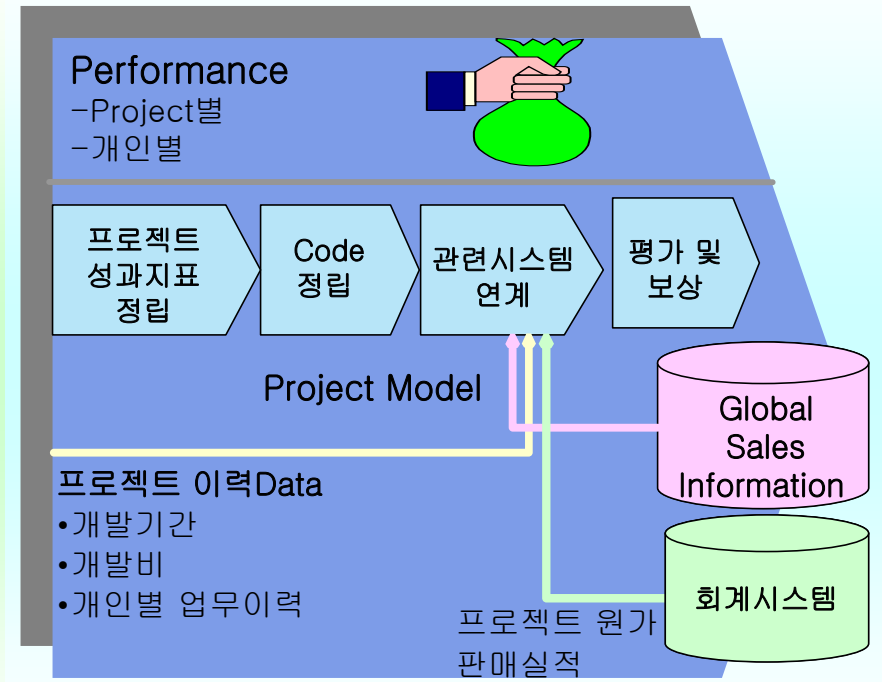 Performance
-Project별
-개인별
프로젝트
성과지표
정립
Code
정립
관련시스템
연계
평가 및
보상
Project Model
Global
Sales
Information
프로젝트 이력Data
•개발기간
•개발비
•개인별 업무이력
회계시스템
프로젝트 원가
판매실적